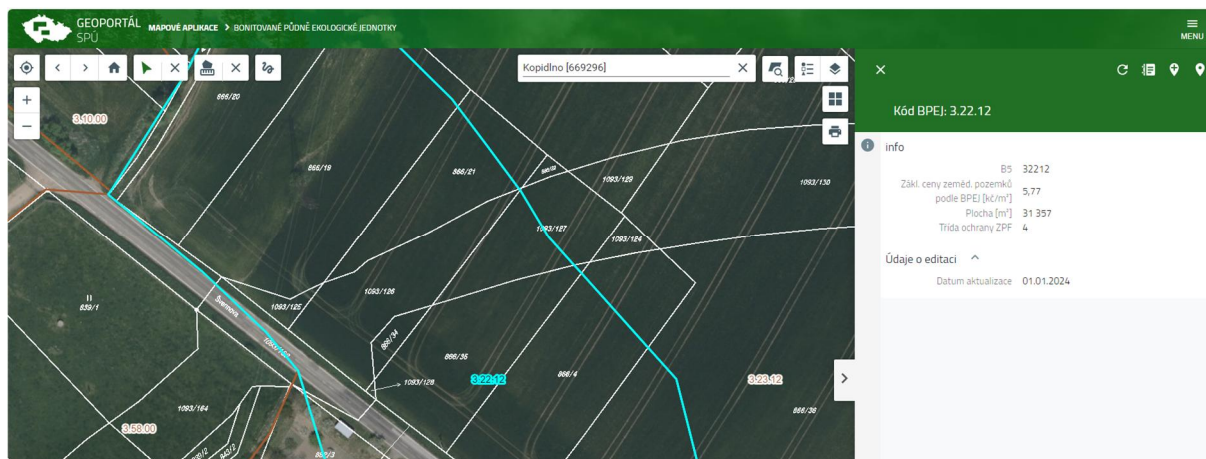 GEOPORTÁL
SPÚ
MAPOVÉ APLIKACE > BONITOVANÉ PŮDNĚ EKOLOGICKÉ JEDNOTKY
MENU
Kopidlno [669296]
Kód BPEJ: 3.22.12
info
B5 32212
Zákl. ceny zeměd. pozemků
podle BPEJ [kč/m²] 5,77
Plocha [m²] 31 357
Třída ochrany ZPF 4
Údaje o editaci
Datum aktualizace 01.01.2024
866/20
3.10.00
866/19
866/21
1093/129
1093/130
1093/127
1093/124
1093/126
839/1
Švermova
1093/125
866/34
866/35
866/4
3.22.12
3.23.12
1093/128
866/36
1093/164
3.58.00
843/2